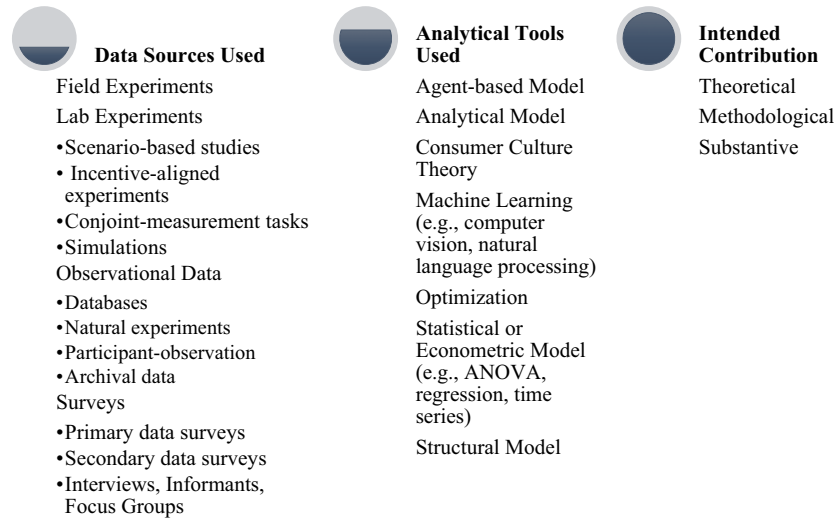 Data Sources Used
Field Experiments
Lab Experiments
•Scenario-based studies
• Incentive-aligned
experiments
•Conjoint-measurement tasks
•Simulations
Observational Data
•Databases
•Natural experiments
•Participant-observation
•Archival data
Surveys
•Primary data surveys
•Secondary data surveys
•Interviews, Informants,
Focus Groups
Analytical Tools
Used
Agent-based Model
Analytical Model
Consumer Culture
Theory
Machine Learning
(e.g., computer
vision, natural
language processing)
Optimization
Statistical or
Econometric Model
(e.g., ANOVA,
regression, time
series)
Structural Model
Intended
Contribution
Theoretical
Methodological
Substantive